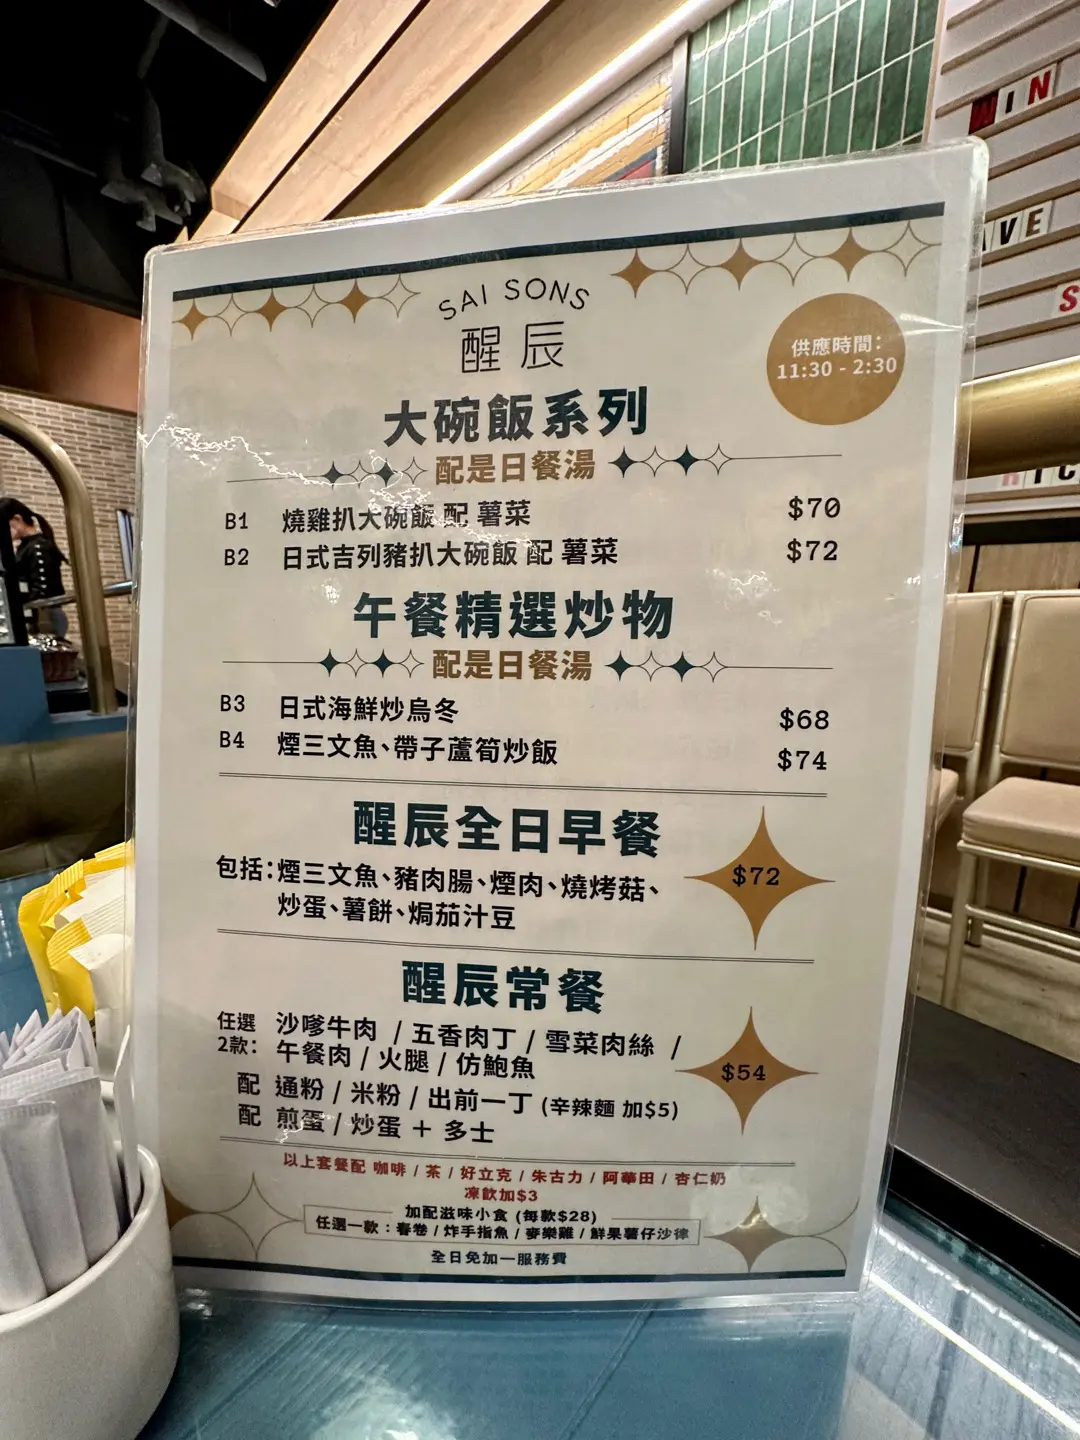 WIN
AVE
S
RIC
SAI SONS
醒辰
供應時間:
11:30 - 2:30
大碗飯系列
配是日餐湯
B1 燒雞扒大碗飯 配 薯菜 $70
B2 日式吉列豬扒大碗飯 配 薯菜 $72
午餐精選炒物
配是日餐湯
B3 日式海鮮炒烏冬 $68
B4 煙三文魚、帶子蘆筍炒飯 $74
醒辰全日早餐
包括:煙三文魚、豬肉腸、煙肉、燒烤菇、
炒蛋、薯餅、焗茄汁豆
$72
醒辰常餐
任選 沙嗲牛肉 / 五香肉丁 / 雪菜肉絲 /
2款: 午餐肉 / 火腿 / 仿鮑魚
$54
配 通粉 / 米粉 / 出前一丁 (辛辣麵 加$5)
配 煎蛋 / 炒蛋 + 多士
以上套餐配 咖啡 / 茶 / 好立克 / 朱古力 / 阿華田 / 杏仁奶
凍飲加$3
加配滋味小食 (每款$28)
任選一款 : 春卷 / 炸手指魚 / 麥樂雞 / 鮮果薯仔沙律
全日免加一服務費